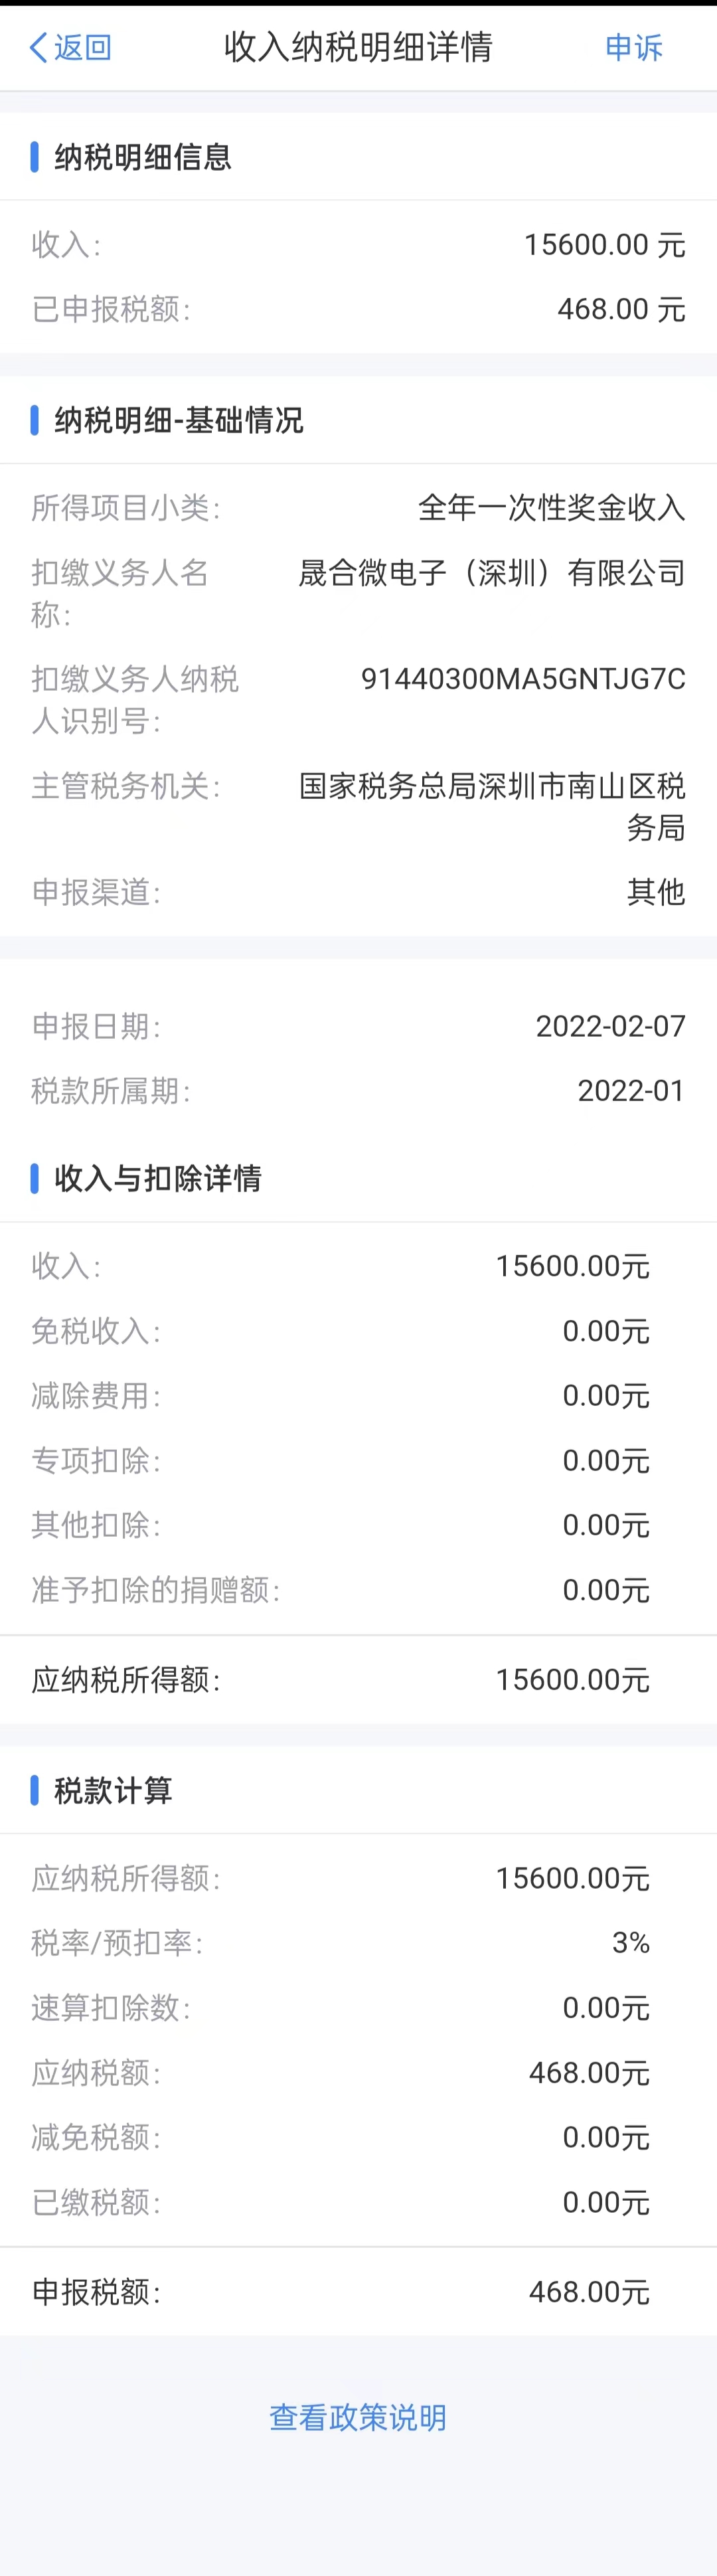 返回 收入纳税明细详情 申诉
纳税明细信息
收入: 15600.00 元
已申报税额: 468.00 元
纳税明细-基础情况
所得项目小类: 全年一次性奖金收入
扣缴义务人名 晟合微电子（深圳）有限公司
称:
扣缴义务人纳税 91440300MA5GNTJG7C
人识别号:
主管税务机关: 国家税务总局深圳市南山区税
务局
申报渠道: 其他
申报日期: 2022-02-07
税款所属期: 2022-01
收入与扣除详情
收入: 15600.00元
免税收入: 0.00元
减除费用: 0.00元
专项扣除: 0.00元
其他扣除: 0.00元
准予扣除的捐赠额: 0.00元
应纳税所得额: 15600.00元
税款计算
应纳税所得额: 15600.00元
税率/预扣率: 3%
速算扣除数: 0.00元
应纳税额: 468.00元
减免税额: 0.00元
已缴税额: 0.00元
申报税额: 468.00元
查看政策说明